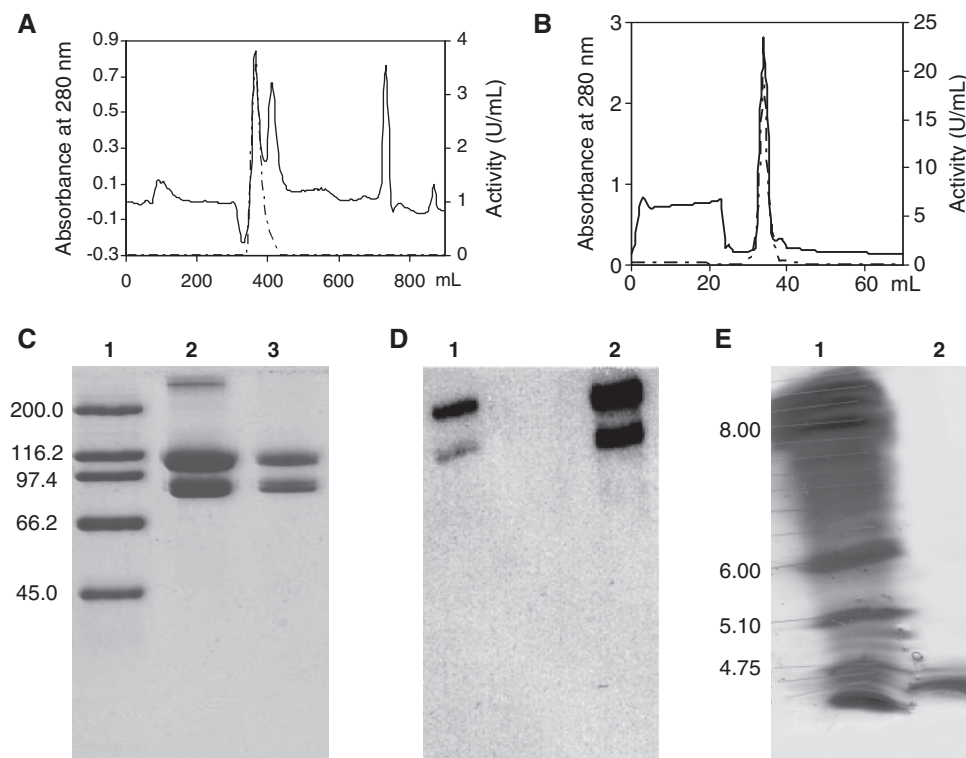 A
B
0.9
0.7
0.5
0.3
0.1
-0.1
-0.3
Absorbance at 280 nm
4
3
2
1
0
Activity (U/mL)
0 200 400 600 800 mL
3
2
1
0
Absorbance at 280 nm
25
20
15
10
5
0
Activity (U/mL)
0 20 40 60 mL
C
1 2 3
200.0
116.2
97.4
66.2
45.0
D
1 2
E
1 2
8.00
6.00
5.10
4.75